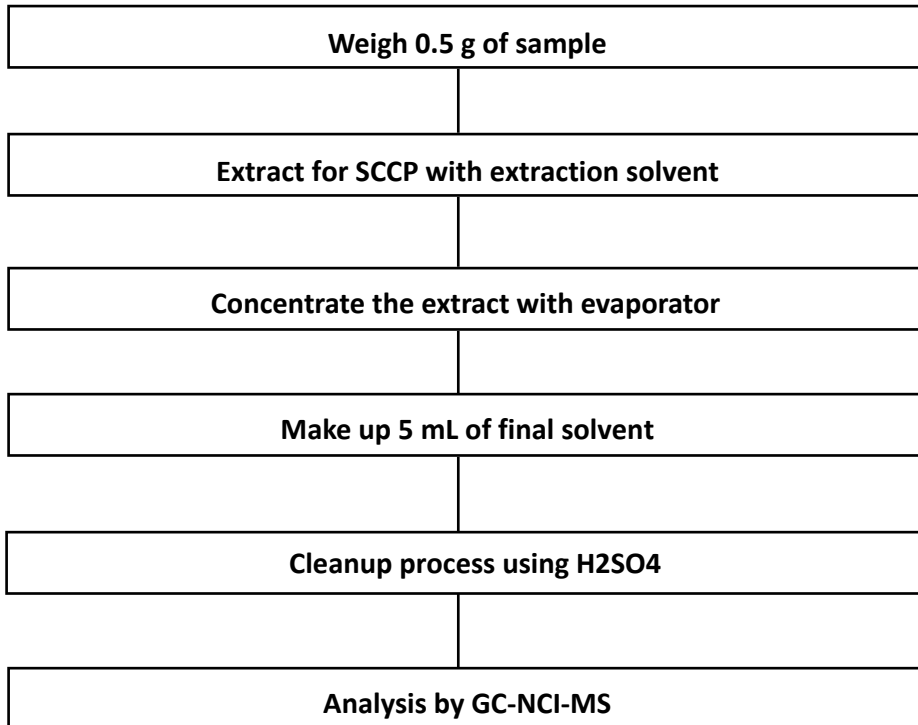 Weigh 0.5 g of sample
Extract for SCCP with extraction solvent
Concentrate the extract with evaporator
Make up 5 mL of final solvent
Cleanup process using H2SO4
Analysis by GC-NCI-MS